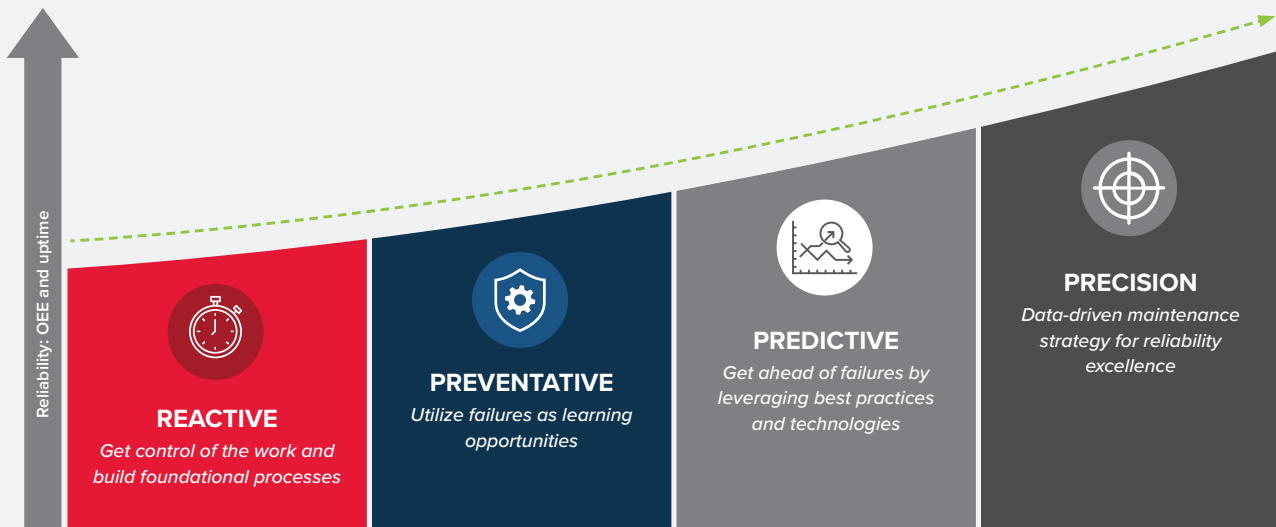 Reliability: OEE and uptime
REACTIVE
Get control of the work and
build foundational processes
PREVENTATIVE
Utilize failures as learning
opportunities
PREDICTIVE
Get ahead of failures by
leveraging best practices
and technologies
PRECISION
Data-driven maintenance
strategy for reliability
excellence